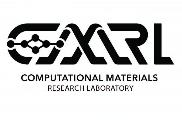 CMRL
COMPUTATIONAL MATERIALS
RESEARCH LABORATORY